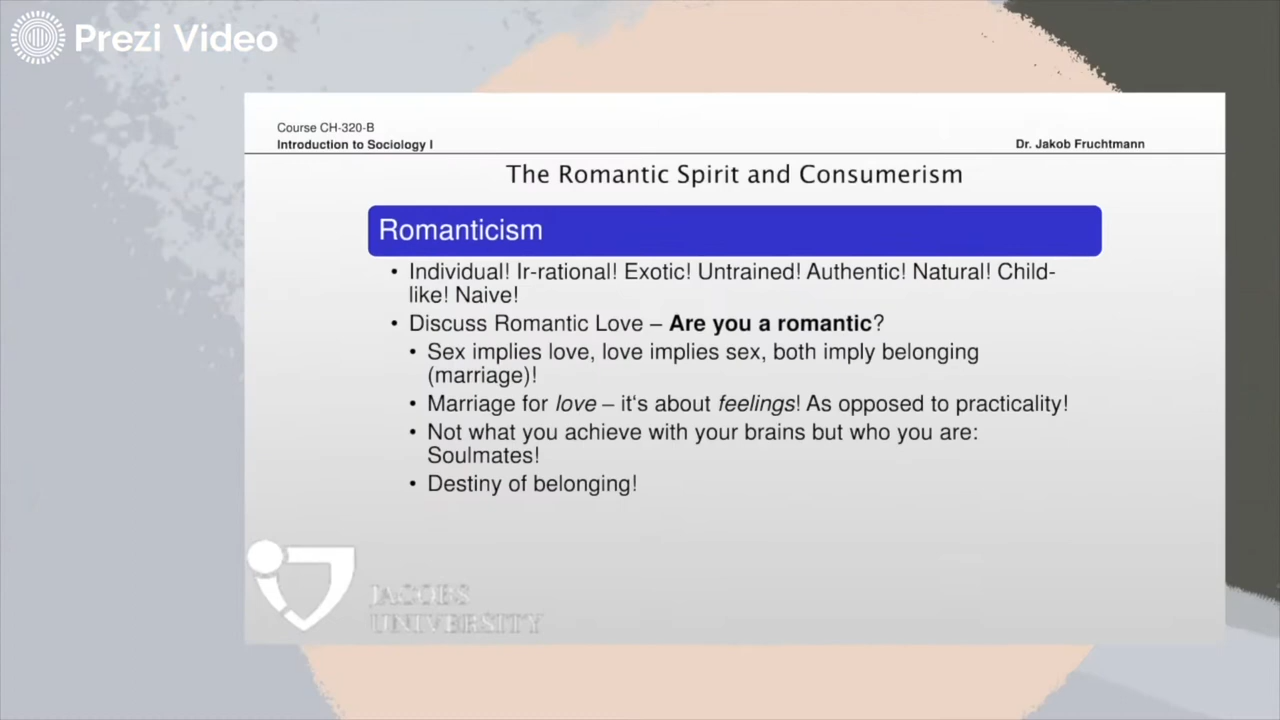 Prezi Video
Course CH-320-B
Introduction to Sociology I
Dr. Jakob Fruchtmann
The Romantic Spirit and Consumerism
Romanticism
• Individual! Ir-rational! Exotic! Untrained! Authentic! Natural! Child-
like! Naive!
• Discuss Romantic Love – Are you a romantic?
• Sex implies love, love implies sex, both imply belonging
(marriage)!
• Marriage for love – it‘s about feelings! As opposed to practicality!
• Not what you achieve with your brains but who you are:
Soulmates!
• Destiny of belonging!
JACOBS
UNIVERSITY